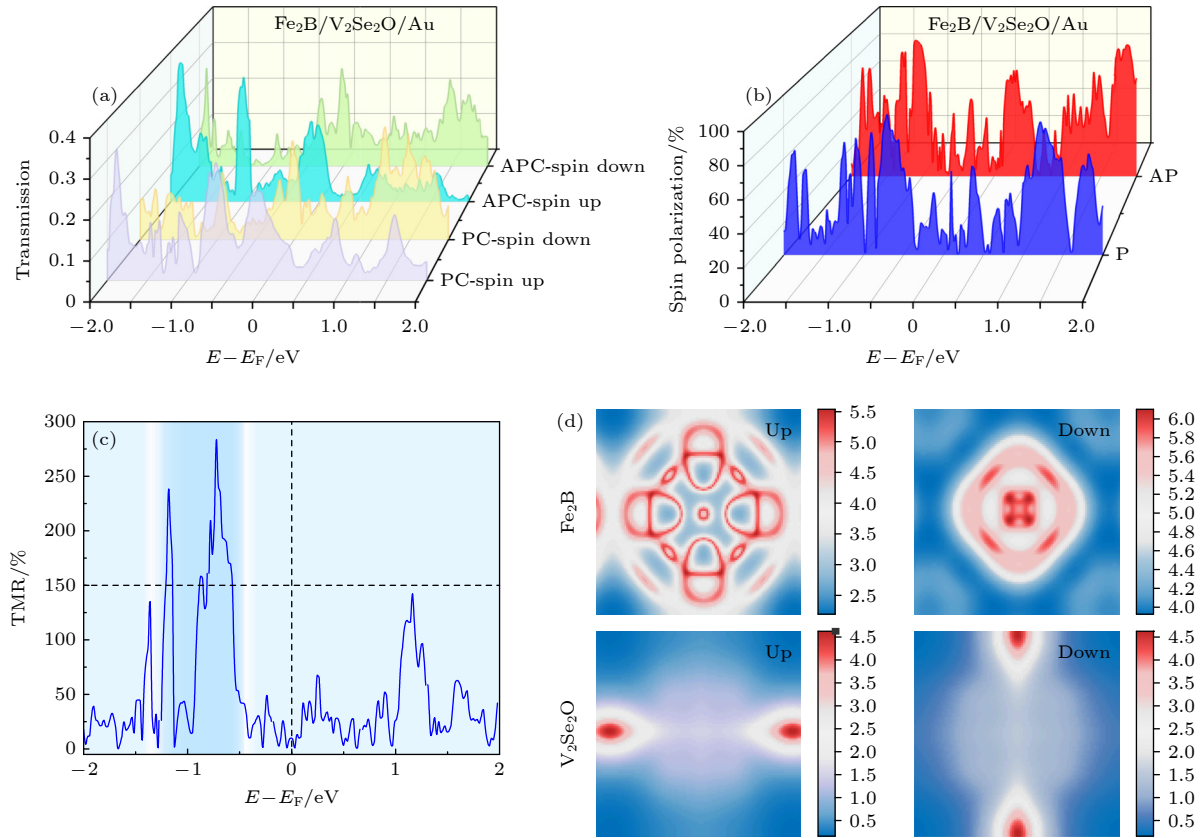 Fe₂B/V₂Se₂O/Au
(a)
Transmission
0.4
0.3
0.2
0.1
0
−2.0 −1.0 0 1.0 2.0
E−E_F/eV
APC-spin down
APC-spin up
PC-spin down
PC-spin up
Fe₂B/V₂Se₂O/Au
(b)
Spin polarization/%
100
80
60
40
20
0
−2.0 −1.0 0 1.0 2.0
E−E_F/eV
AP
P
(c)
TMR/%
300
250
200
150
100
50
0
−2 −1 0 1 2
E−E_F/eV
(d)
Fe₂B
Up
5.5
5.0
4.5
4.0
3.5
3.0
2.5
Down
6.0
5.8
5.6
5.4
5.2
5.0
4.8
4.6
4.4
4.2
4.0
V₂Se₂O
Up
4.5
4.0
3.5
3.0
2.5
2.0
1.5
1.0
0.5
Down
4.5
4.0
3.5
3.0
2.5
2.0
1.5
1.0
0.5